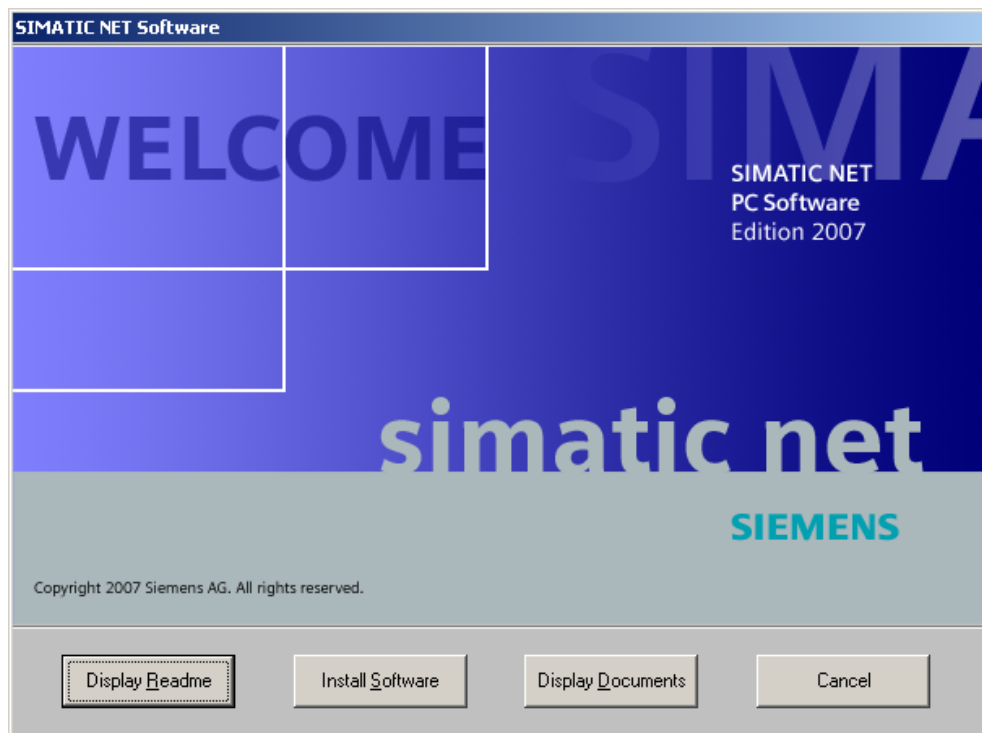 SIMATIC NET Software
WELCOME
SIMA
SIMATIC NET
PC Software
Edition 2007
simatic net
SIEMENS
Copyright 2007 Siemens AG. All rights reserved.
Display Readme
Install Software
Display Documents
Cancel